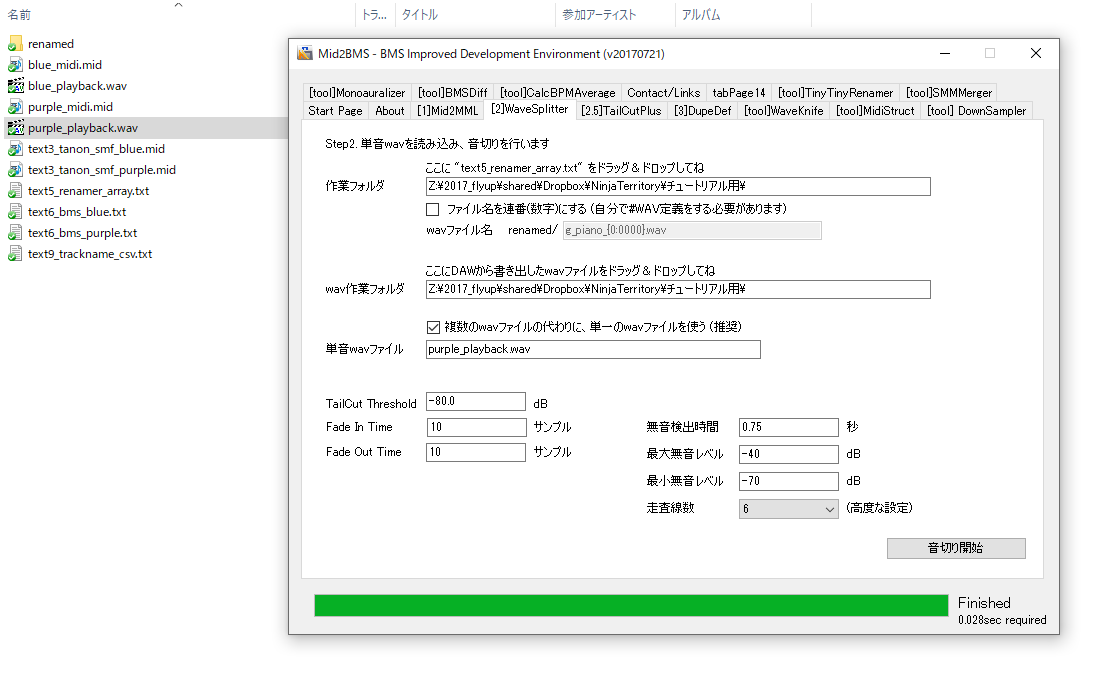 名前 トラ... タイトル 参加アーティスト アルバム
renamed
blue_midi.mid
blue_playback.wav
purple_midi.mid
purple_playback.wav
text3_tanon_smf_blue.mid
text3_tanon_smf_purple.mid
text5_renamer_array.txt
text6_bms_blue.txt
text6_bms_purple.txt
text9_trackname_csv.txt
Mid2BMS - BMS Improved Development Environment (v20170721)
[tool]Monoauralizer [tool]BMSDiff [tool]CalcBPMAverage Contact/Links tabPage14 [tool]TinyTinyRenamer [tool]SMMMerger
Start Page About [1]Mid2MML [2]WaveSplitter [2.5]TailCutPlus [3]DupeDef [tool]WaveKnife [tool]MidiStruct [tool] DownSampler
Step2. 単音wavを読み込み、音切りを行います
ここに "text5_renamer_array.txt" をドラッグ＆ドロップしてね
作業フォルダ Z:¥2017_flyup¥shared¥Dropbox¥NinjaTerritory¥チュートリアル用¥
ファイル名を連番(数字)にする (自分で#WAV定義をする必要があります)
wavファイル名 renamed/ g_piano_{0:0000}.wav
ここにDAWから書き出したwavファイルをドラッグ＆ドロップしてね
wav作業フォルダ Z:¥2017_flyup¥shared¥Dropbox¥NinjaTerritory¥チュートリアル用¥
複数のwavファイルの代わりに、単一のwavファイルを使う (推奨)
単音wavファイル purple_playback.wav
TailCut Threshold -80.0 dB
Fade In Time 10 サンプル 無音検出時間 0.75 秒
Fade Out Time 10 サンプル 最大無音レベル -40 dB
最小無音レベル -70 dB
走査線数 6 (高度な設定)
音切り開始
Finished
0.028sec required